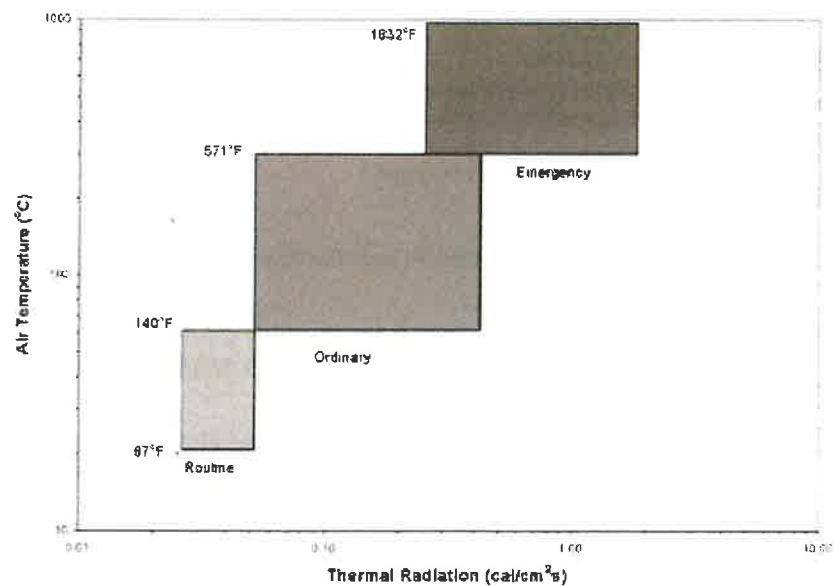 1000
1832°F
571°F
Emergency
Air Temperature (°C)
100
140°F
Ordinary
67°F
Routine
10
0.01
0.10
1.00
10.00
Thermal Radiation (cal/cm²s)